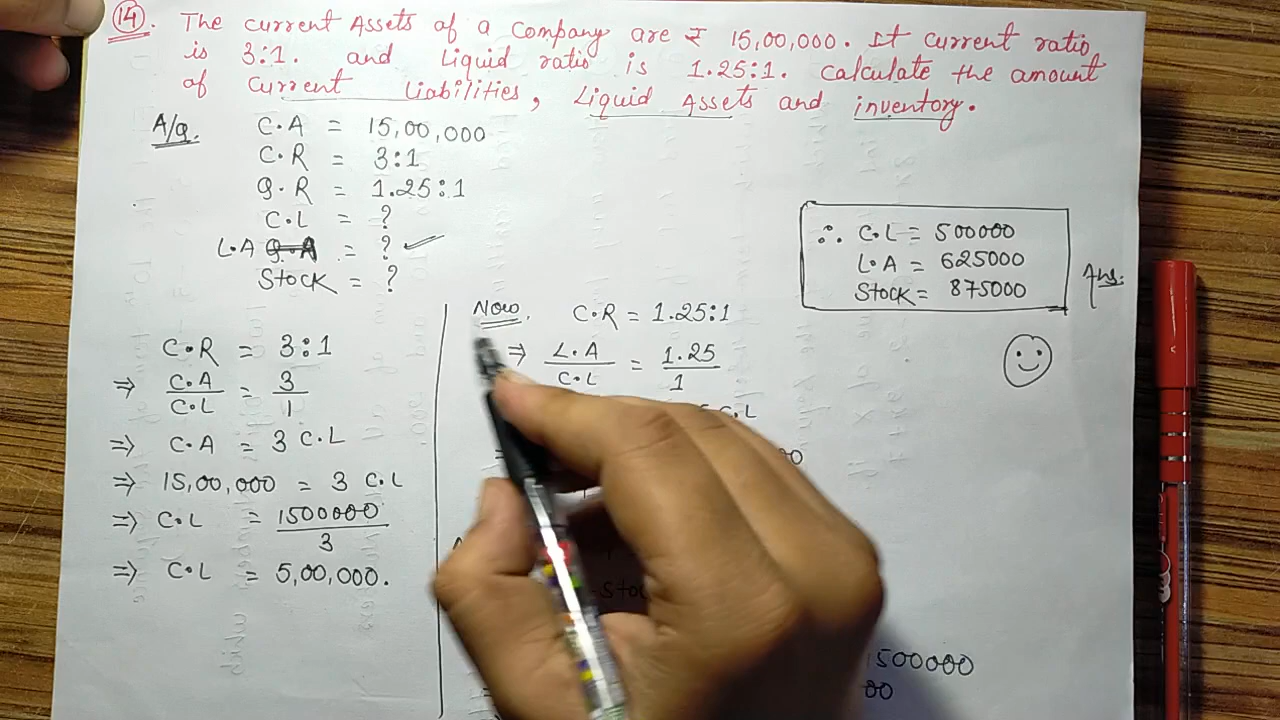 14. The current Assets of a Company are ₹ 15,00,000. It current ratio
is 3:1. and Liquid ratio is 1.25:1. Calculate the amount
of Current Liabilities, Liquid Assets and inventory.
A/q. C.A = 15,00,000
C.R = 3:1
Q.R = 1.25:1
C.L = ?
L.A = ? ✓
Stock = ?
∴ C.L = 500000
L.A = 625000
Stock = 875000
Ans.
C.R = 3:1
⇒ C.A / C.L = 3 / 1
⇒ C.A = 3 C.L
⇒ 15,00,000 = 3 C.L
⇒ C.L = 1500000 / 3
⇒ C.L = 5,00,000.
Now, C.R = 1.25:1
⇒ L.A / C.L = 1.25 / 1
C.L
1500000
00